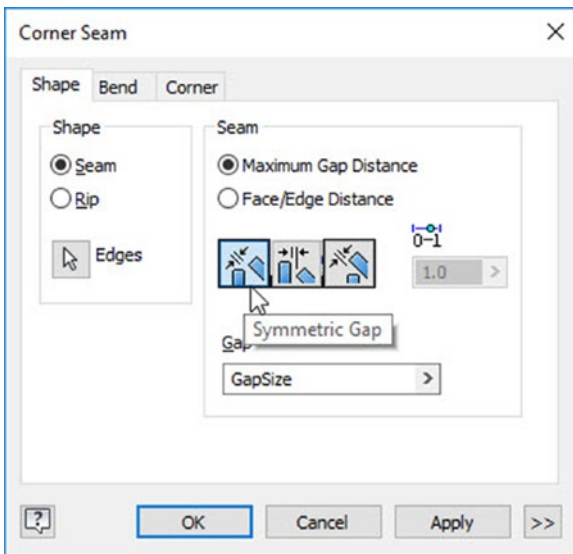 Corner Seam
Shape Bend Corner
Shape
Seam
Rip
Edges
Seam
Maximum Gap Distance
Face/Edge Distance
0-1
1.0 >
Symmetric Gap
Gap
GapSize >
? OK Cancel Apply >>